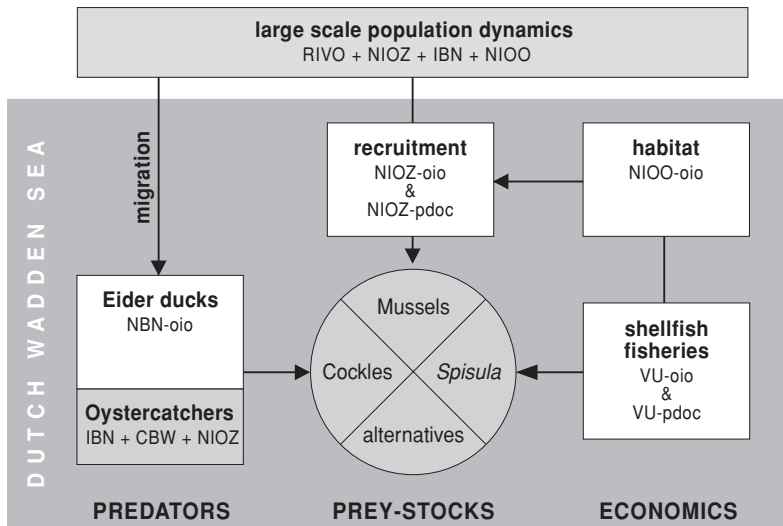 large scale population dynamics
RIVO + NIOZ + IBN + NIOO
DUTCH WADDEN SEA
migration
recruitment
NIOZ-oio
&
NIOZ-pdoc
habitat
NIOO-oio
Eider ducks
NBN-oio
Oystercatchers
IBN + CBW + NIOZ
Mussels
Cockles
Spisula
alternatives
shellfish
fisheries
VU-oio
&
VU-pdoc
PREDATORS
PREY-STOCKS
ECONOMICS